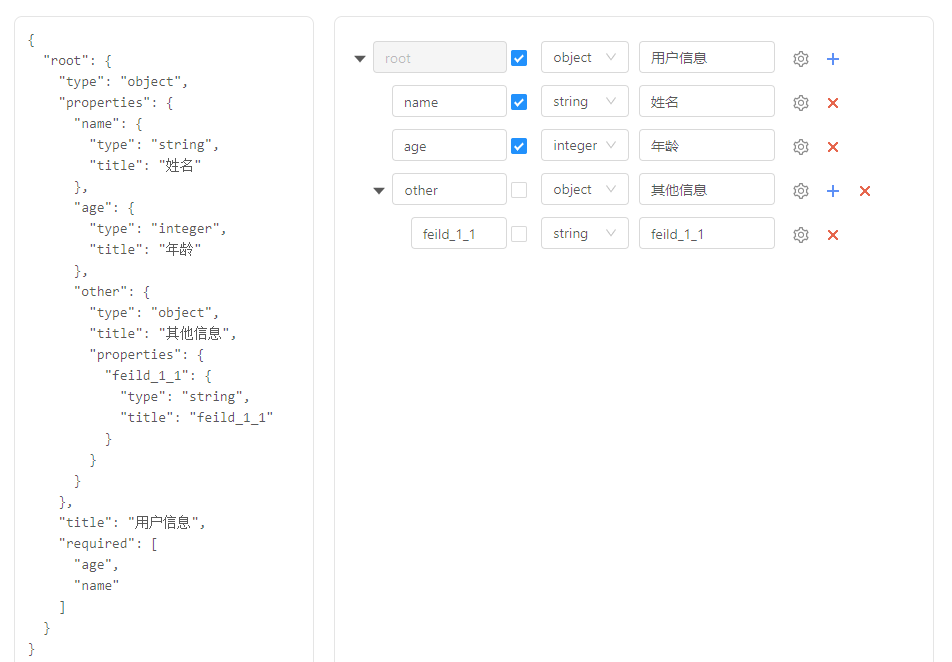 {
  "root": {
    "type": "object",
    "properties": {
      "name": {
        "type": "string",
        "title": "姓名"
      },
      "age": {
        "type": "integer",
        "title": "年龄"
      },
      "other": {
        "type": "object",
        "title": "其他信息",
        "properties": {
          "feild_1_1": {
            "type": "string",
            "title": "feild_1_1"
          }
        }
      }
    },
    "title": "用户信息",
    "required": [
      "age",
      "name"
    ]
  }
}
root object 用户信息
name string 姓名
age integer 年龄
other object 其他信息
feild_1_1 string feild_1_1